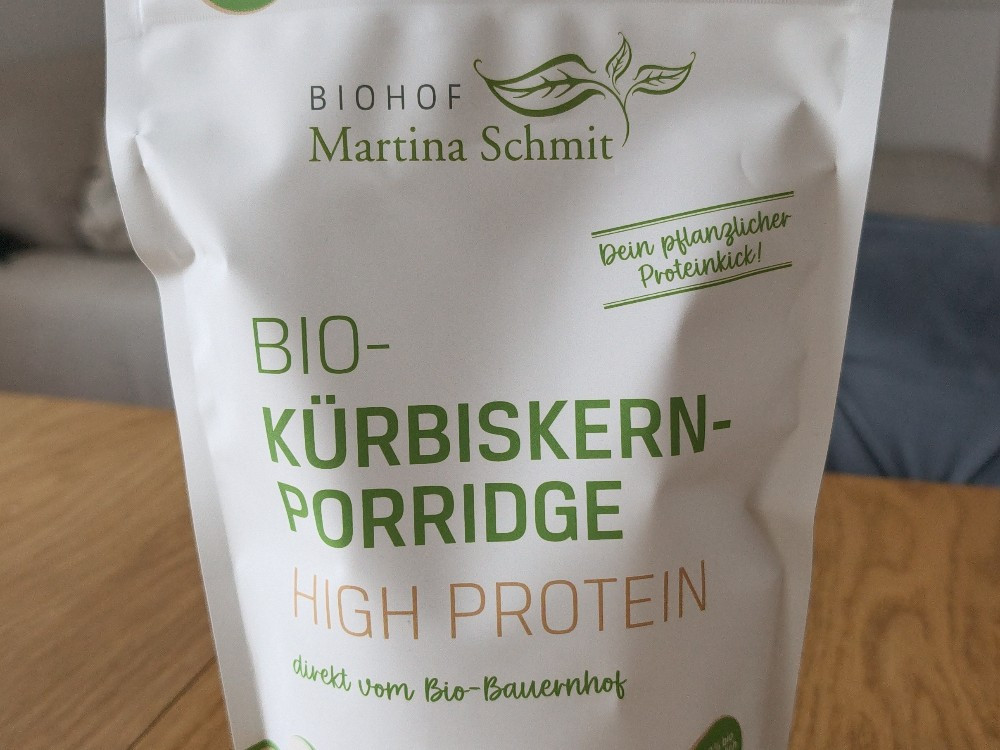 BIOHOF
Martina Schmit
Dein pflanzlicher
Proteinkick!
BIO-
KÜRBISKERN-
PORRIDGE
HIGH PROTEIN
direkt vom Bio-Bauernhof